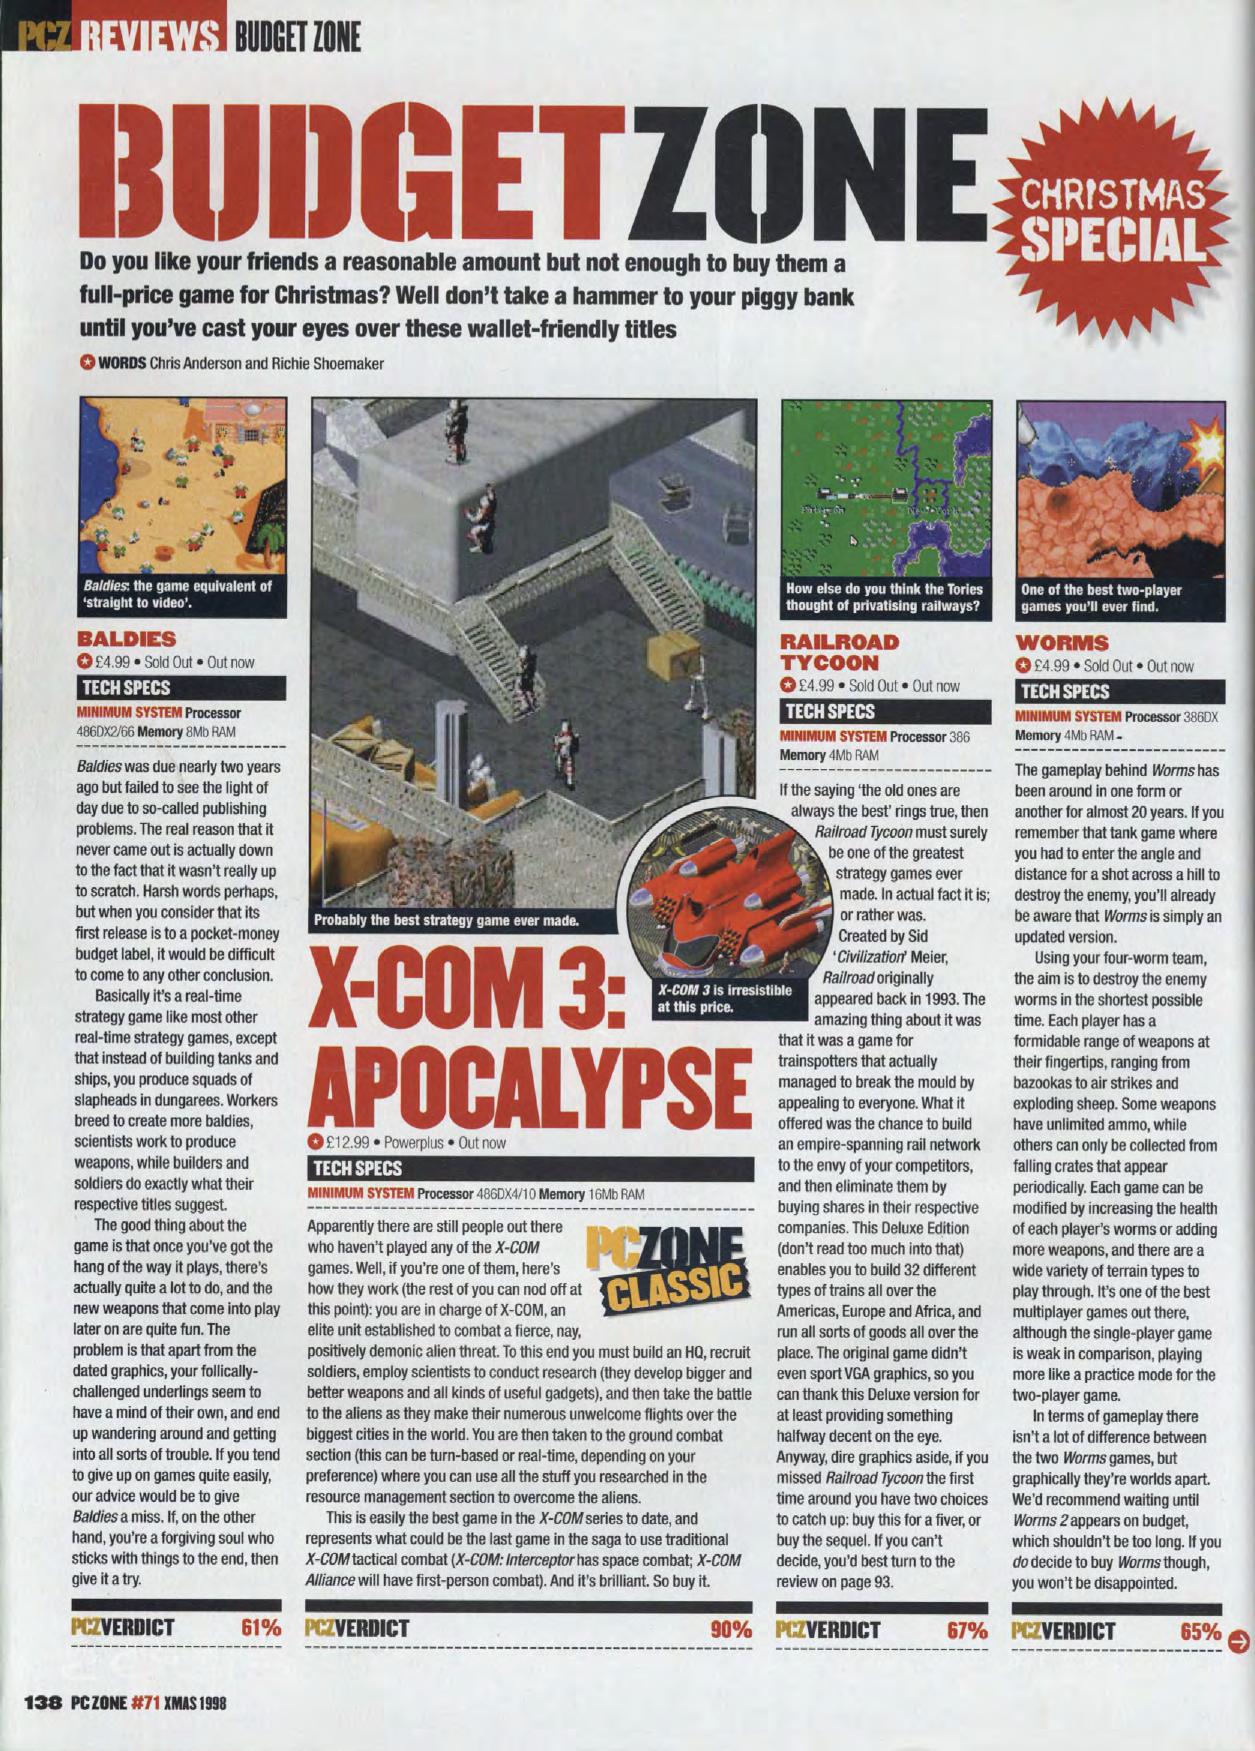 PCZ REVIEWS BUDGET ZONE
BUDGETZONE
CHRISTMAS
SPECIAL
Do you like your friends a reasonable amount but not enough to buy them a
full-price game for Christmas? Well don't take a hammer to your piggy bank
until you've cast your eyes over these wallet-friendly titles
WORDS Chris Anderson and Richie Shoemaker
Baldies: the game equivalent of
'straight to video'.
BALDIES
£4.99 • Sold Out • Out now
TECH SPECS
MINIMUM SYSTEM Processor
486DX2/66 Memory 8Mb RAM
Baldies was due nearly two years
ago but failed to see the light of
day due to so-called publishing
problems. The real reason that it
never came out is actually down
to the fact that it wasn't really up
to scratch. Harsh words perhaps,
but when you consider that its
first release is to a pocket-money
budget label, it would be difficult
to come to any other conclusion.
Basically it's a real-time
strategy game like most other
real-time strategy games, except
that instead of building tanks and
ships, you produce squads of
slapheads in dungarees. Workers
breed to create more baldies,
scientists work to produce
weapons, while builders and
soldiers do exactly what their
respective titles suggest.
The good thing about the
game is that once you've got the
hang of the way it plays, there's
actually quite a lot to do, and the
new weapons that come into play
later on are quite fun. The
problem is that apart from the
dated graphics, your follically-
challenged underlings seem to
have a mind of their own, and end
up wandering around and getting
into all sorts of trouble. If you tend
to give up on games quite easily,
our advice would be to give
Baldies a miss. If, on the other
hand, you're a forgiving soul who
sticks with things to the end, then
give it a try.
PCZVERDICT 61%
Probably the best strategy game ever made.
X-COM 3 is irresistible
at this price.
X-COM 3:
APOCALYPSE
£12.99 • Powerplus • Out now
TECH SPECS
MINIMUM SYSTEM Processor 486DX4/10 Memory 16Mb RAM
PCZONE
CLASSIC
Apparently there are still people out there
who haven't played any of the X-COM
games. Well, if you're one of them, here's
how they work (the rest of you can nod off at
this point): you are in charge of X-COM, an
elite unit established to combat a fierce, nay,
positively demonic alien threat. To this end you must build an HQ, recruit
soldiers, employ scientists to conduct research (they develop bigger and
better weapons and all kinds of useful gadgets), and then take the battle
to the aliens as they make their numerous unwelcome flights over the
biggest cities in the world. You are then taken to the ground combat
section (this can be turn-based or real-time, depending on your
preference) where you can use all the stuff you researched in the
resource management section to overcome the aliens.
This is easily the best game in the X-COM series to date, and
represents what could be the last game in the saga to use traditional
X-COM tactical combat (X-COM: Interceptor has space combat; X-COM
Alliance will have first-person combat). And it's brilliant. So buy it.
PCZVERDICT 90%
How else do you think the Tories
thought of privatising railways?
RAILROAD
TYCOON
£4.99 • Sold Out • Out now
TECH SPECS
MINIMUM SYSTEM Processor 386
Memory 4Mb RAM
If the saying 'the old ones are
always the best' rings true, then
Railroad Tycoon must surely
be one of the greatest
strategy games ever
made. In actual fact it is;
or rather was.
Created by Sid
'Civilization' Meier,
Railroad originally
appeared back in 1993. The
amazing thing about it was
that it was a game for
trainspotters that actually
managed to break the mould by
appealing to everyone. What it
offered was the chance to build
an empire-spanning rail network
to the envy of your competitors,
and then eliminate them by
buying shares in their respective
companies. This Deluxe Edition
(don't read too much into that)
enables you to build 32 different
types of trains all over the
Americas, Europe and Africa, and
run all sorts of goods all over the
place. The original game didn't
even sport VGA graphics, so you
can thank this Deluxe version for
at least providing something
halfway decent on the eye.
Anyway, dire graphics aside, if you
missed Railroad Tycoon the first
time around you have two choices
to catch up: buy this for a fiver, or
buy the sequel. If you can't
decide, you'd best turn to the
review on page 93.
PCZVERDICT 67%
One of the best two-player
games you'll ever find.
WORMS
£4.99 • Sold Out • Out now
TECH SPECS
MINIMUM SYSTEM Processor 386DX
Memory 4Mb RAM
The gameplay behind Worms has
been around in one form or
another for almost 20 years. If you
remember that tank game where
you had to enter the angle and
distance for a shot across a hill to
destroy the enemy, you'll already
be aware that Worms is simply an
updated version.
Using your four-worm team,
the aim is to destroy the enemy
worms in the shortest possible
time. Each player has a
formidable range of weapons at
their fingertips, ranging from
bazookas to air strikes and
exploding sheep. Some weapons
have unlimited ammo, while
others can only be collected from
falling crates that appear
periodically. Each game can be
modified by increasing the health
of each player's worms or adding
more weapons, and there are a
wide variety of terrain types to
play through. It's one of the best
multiplayer games out there,
although the single-player game
is weak in comparison, playing
more like a practice mode for the
two-player game.
In terms of gameplay there
isn't a lot of difference between
the two Worms games, but
graphically they're worlds apart.
We'd recommend waiting until
Worms 2 appears on budget,
which shouldn't be too long. If you
do decide to buy Worms though,
you won't be disappointed.
PCZVERDICT 65%
138 PC ZONE #71 XMAS 1998